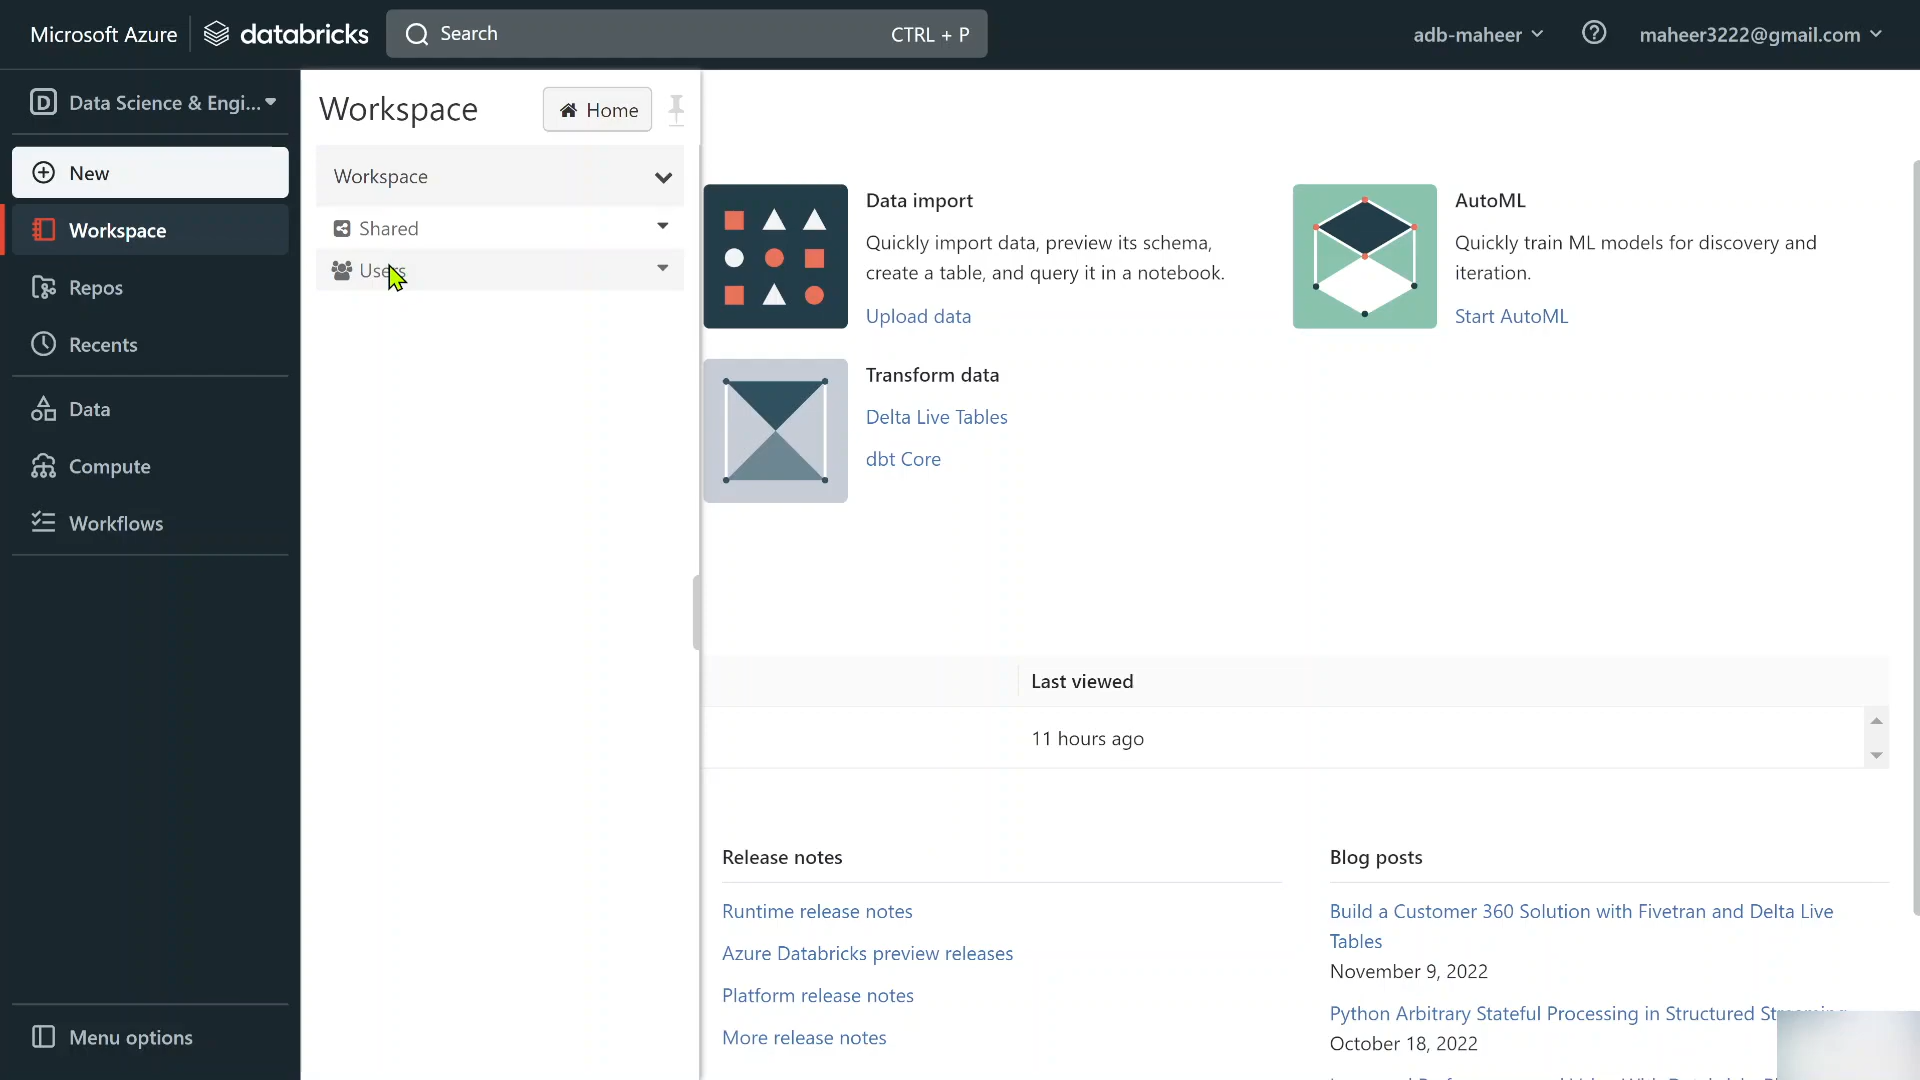 Microsoft Azure
databricks
Search
CTRL + P
adb-maheer
maheer3222@gmail.com
Data Science & Engi...
New
Workspace
Repos
Recents
Data
Compute
Workflows
Menu options
Workspace
Home
Workspace
Shared
Users
Data import
Quickly import data, preview its schema,
create a table, and query it in a notebook.
Upload data
AutoML
Quickly train ML models for discovery and
iteration.
Start AutoML
Transform data
Delta Live Tables
dbt Core
Last viewed
11 hours ago
Release notes
Runtime release notes
Azure Databricks preview releases
Platform release notes
More release notes
Blog posts
Build a Customer 360 Solution with Fivetran and Delta Live
Tables
November 9, 2022
Python Arbitrary Stateful Processing in Structured Streaming
October 18, 2022